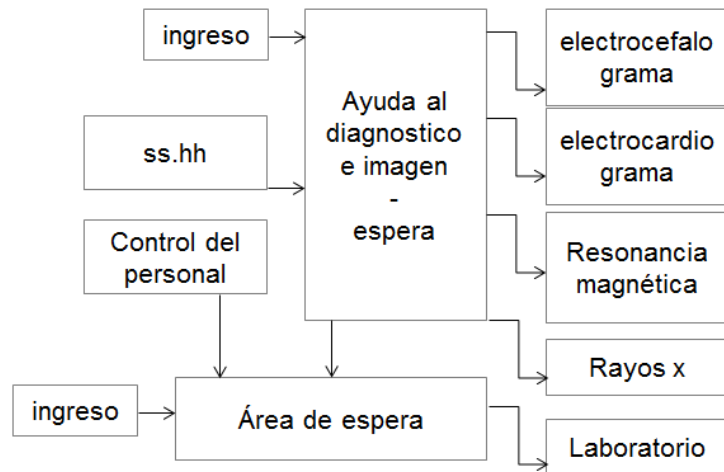 ingreso
ss.hh
Control del
personal
ingreso
Ayuda al
diagnostico
e imagen
-
espera
Área de espera
electrocefalo
grama
electrocardio
grama
Resonancia
magnética
Rayos x
Laboratorio